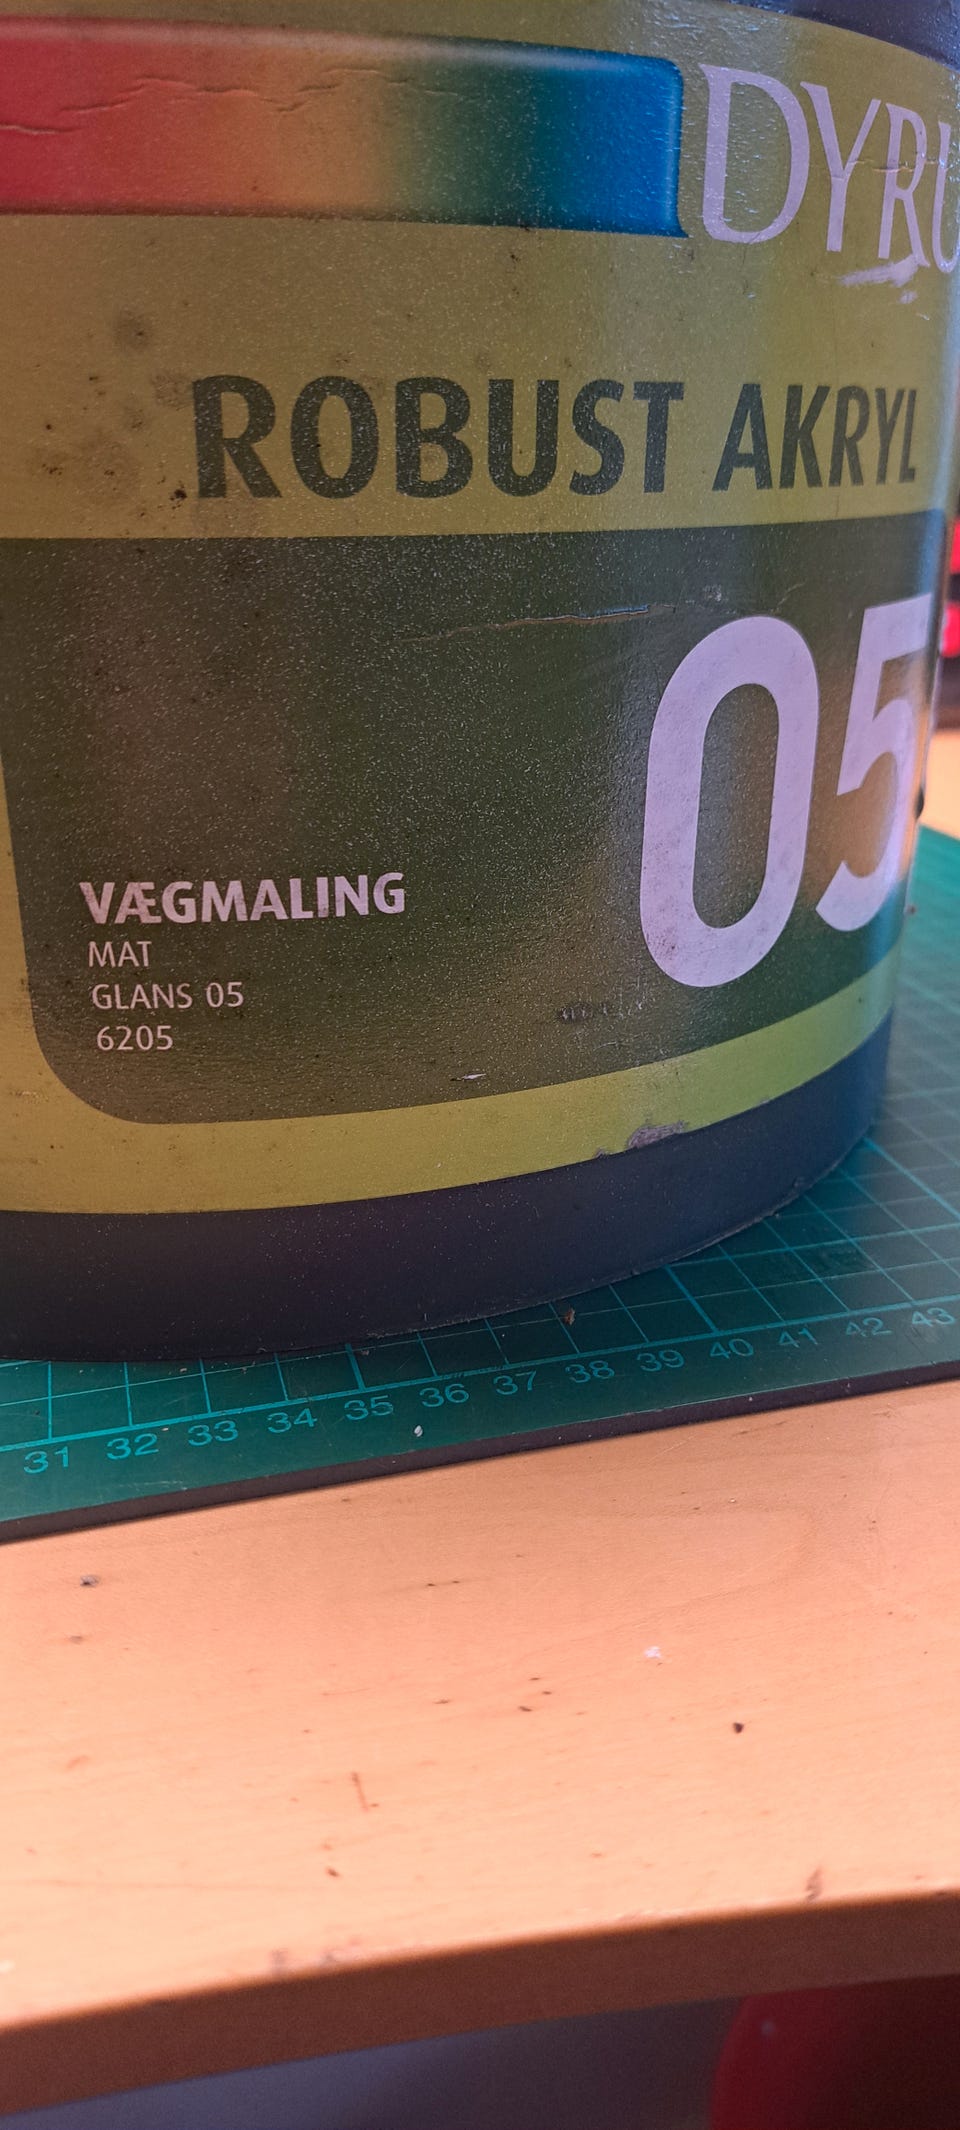 DYRU
ROBUST AKRYL
05
VÆGMALING
MAT
GLANS 05
6205
31 32 33 34 35 36 37 38 39 40 41 42 43